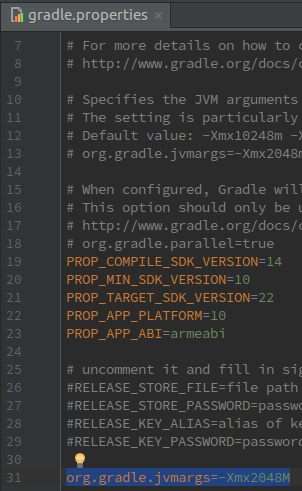 gradle.properties
7 # For more details on how to
8 # http://www.gradle.org/docs/
9
10 # Specifies the JVM arguments
11 # The setting is particularly
12 # Default value: -Xmx10248m
13 # org.gradle.jvmargs=-Xmx2048m
14
15 # When configured, Gradle will
16 # This option should only be
17 # http://www.gradle.org/docs/
18 # org.gradle.parallel=true
19 PROP_COMPILE_SDK_VERSION=14
20 PROP_MIN_SDK_VERSION=10
21 PROP_TARGET_SDK_VERSION=22
22 PROP_APP_PLATFORM=10
23 PROP_APP_ABI=armeabi
24
25 # uncomment it and fill in
26 #RELEASE_STORE_FILE=file path
27 #RELEASE_STORE_PASSWORD=passwo
28 #RELEASE_KEY_ALIAS=alias of
29 #RELEASE_KEY_PASSWORD=password
30
31 org.gradle.jvmargs=-Xmx2048M